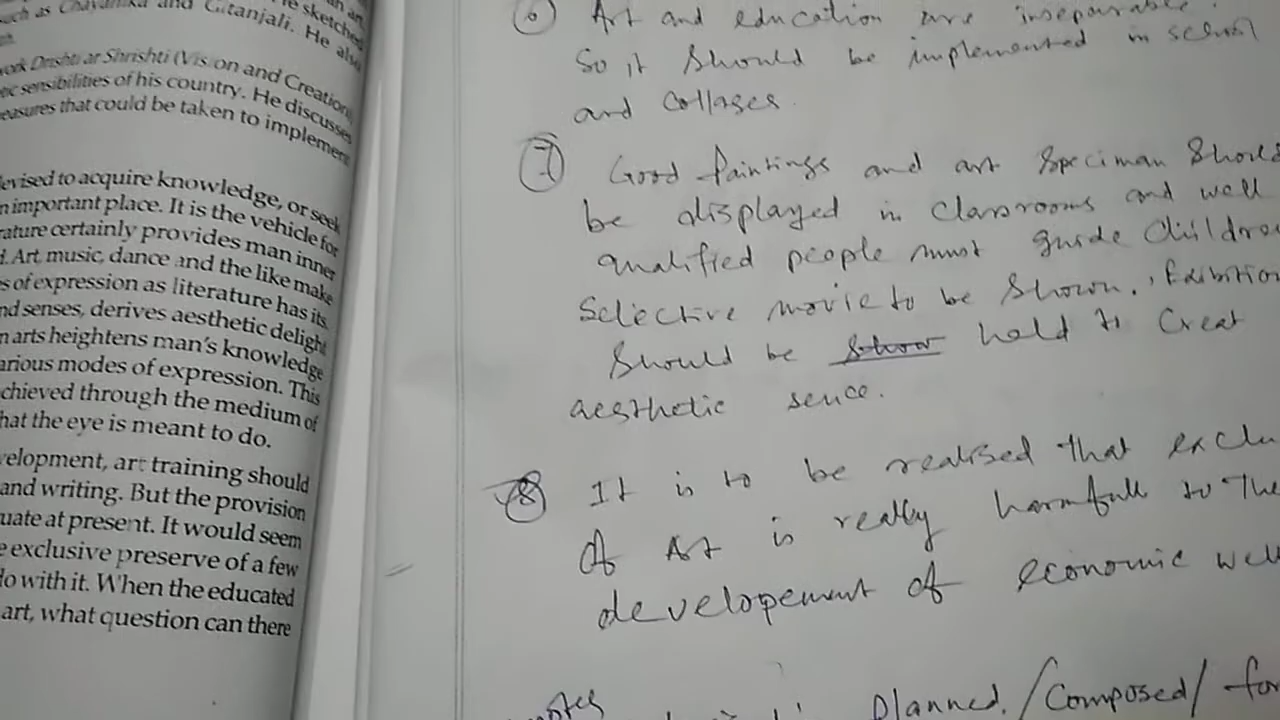 such as Chayanika and Gitanjali. He also
work Drishti ar Shrishti (Vision and Creation)
sensibilities of his country. He discusses
measures that could be taken to implement
devised to acquire knowledge, or seek
an important place. It is the vehicle for
rature certainly provides man inner
d. Art, music, dance and the like make
s of expression as literature has its.
nd senses, derives aesthetic delight
n arts heightens man's knowledge
arious modes of expression. This
chieved through the medium of
hat the eye is meant to do.
velopment, art training should
and writing. But the provision
uate at present. It would seem
e exclusive preserve of a few
do with it. When the educated
art, what question can there
6 Art and education are inseparable.
So it should be implemented in school
and collages.
7 Good Paintings and art speciman Should
be displayed in classrooms and well
qualified people must guide children
Selective movie to be shown. Exibition
Should be show held to Creat
aesthetic sence.
8 It is to be realised that exclu
of Art is really harmfull to the
developement of economic well
notes
Planned./Composed/for